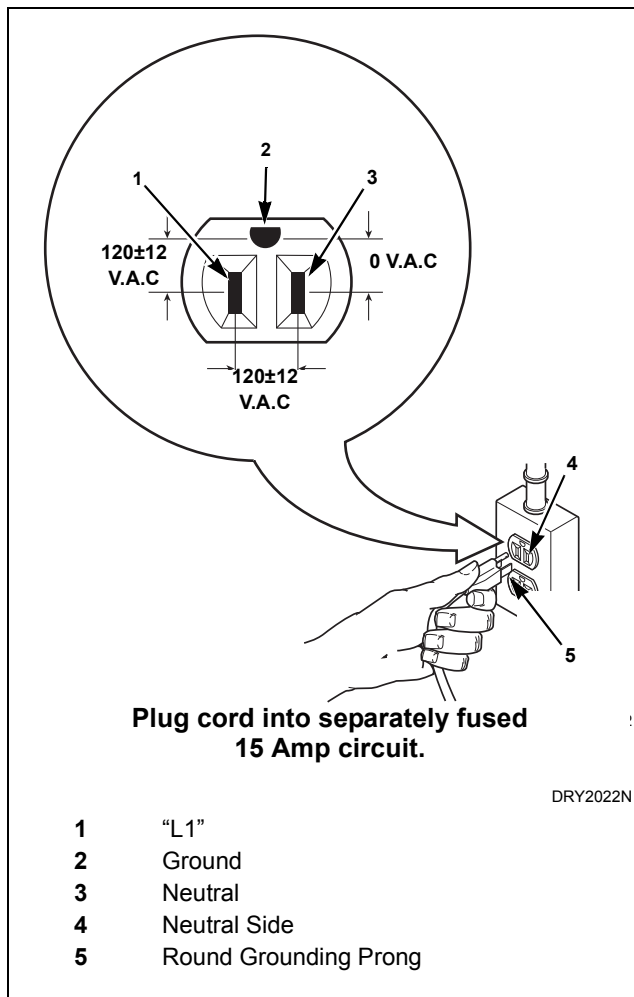 2
1
3
120±12
V.A.C
0 V.A.C
120±12
V.A.C
4
5
Plug cord into separately fused
15 Amp circuit.
DRY2022N
1 “L1”
2 Ground
3 Neutral
4 Neutral Side
5 Round Grounding Prong